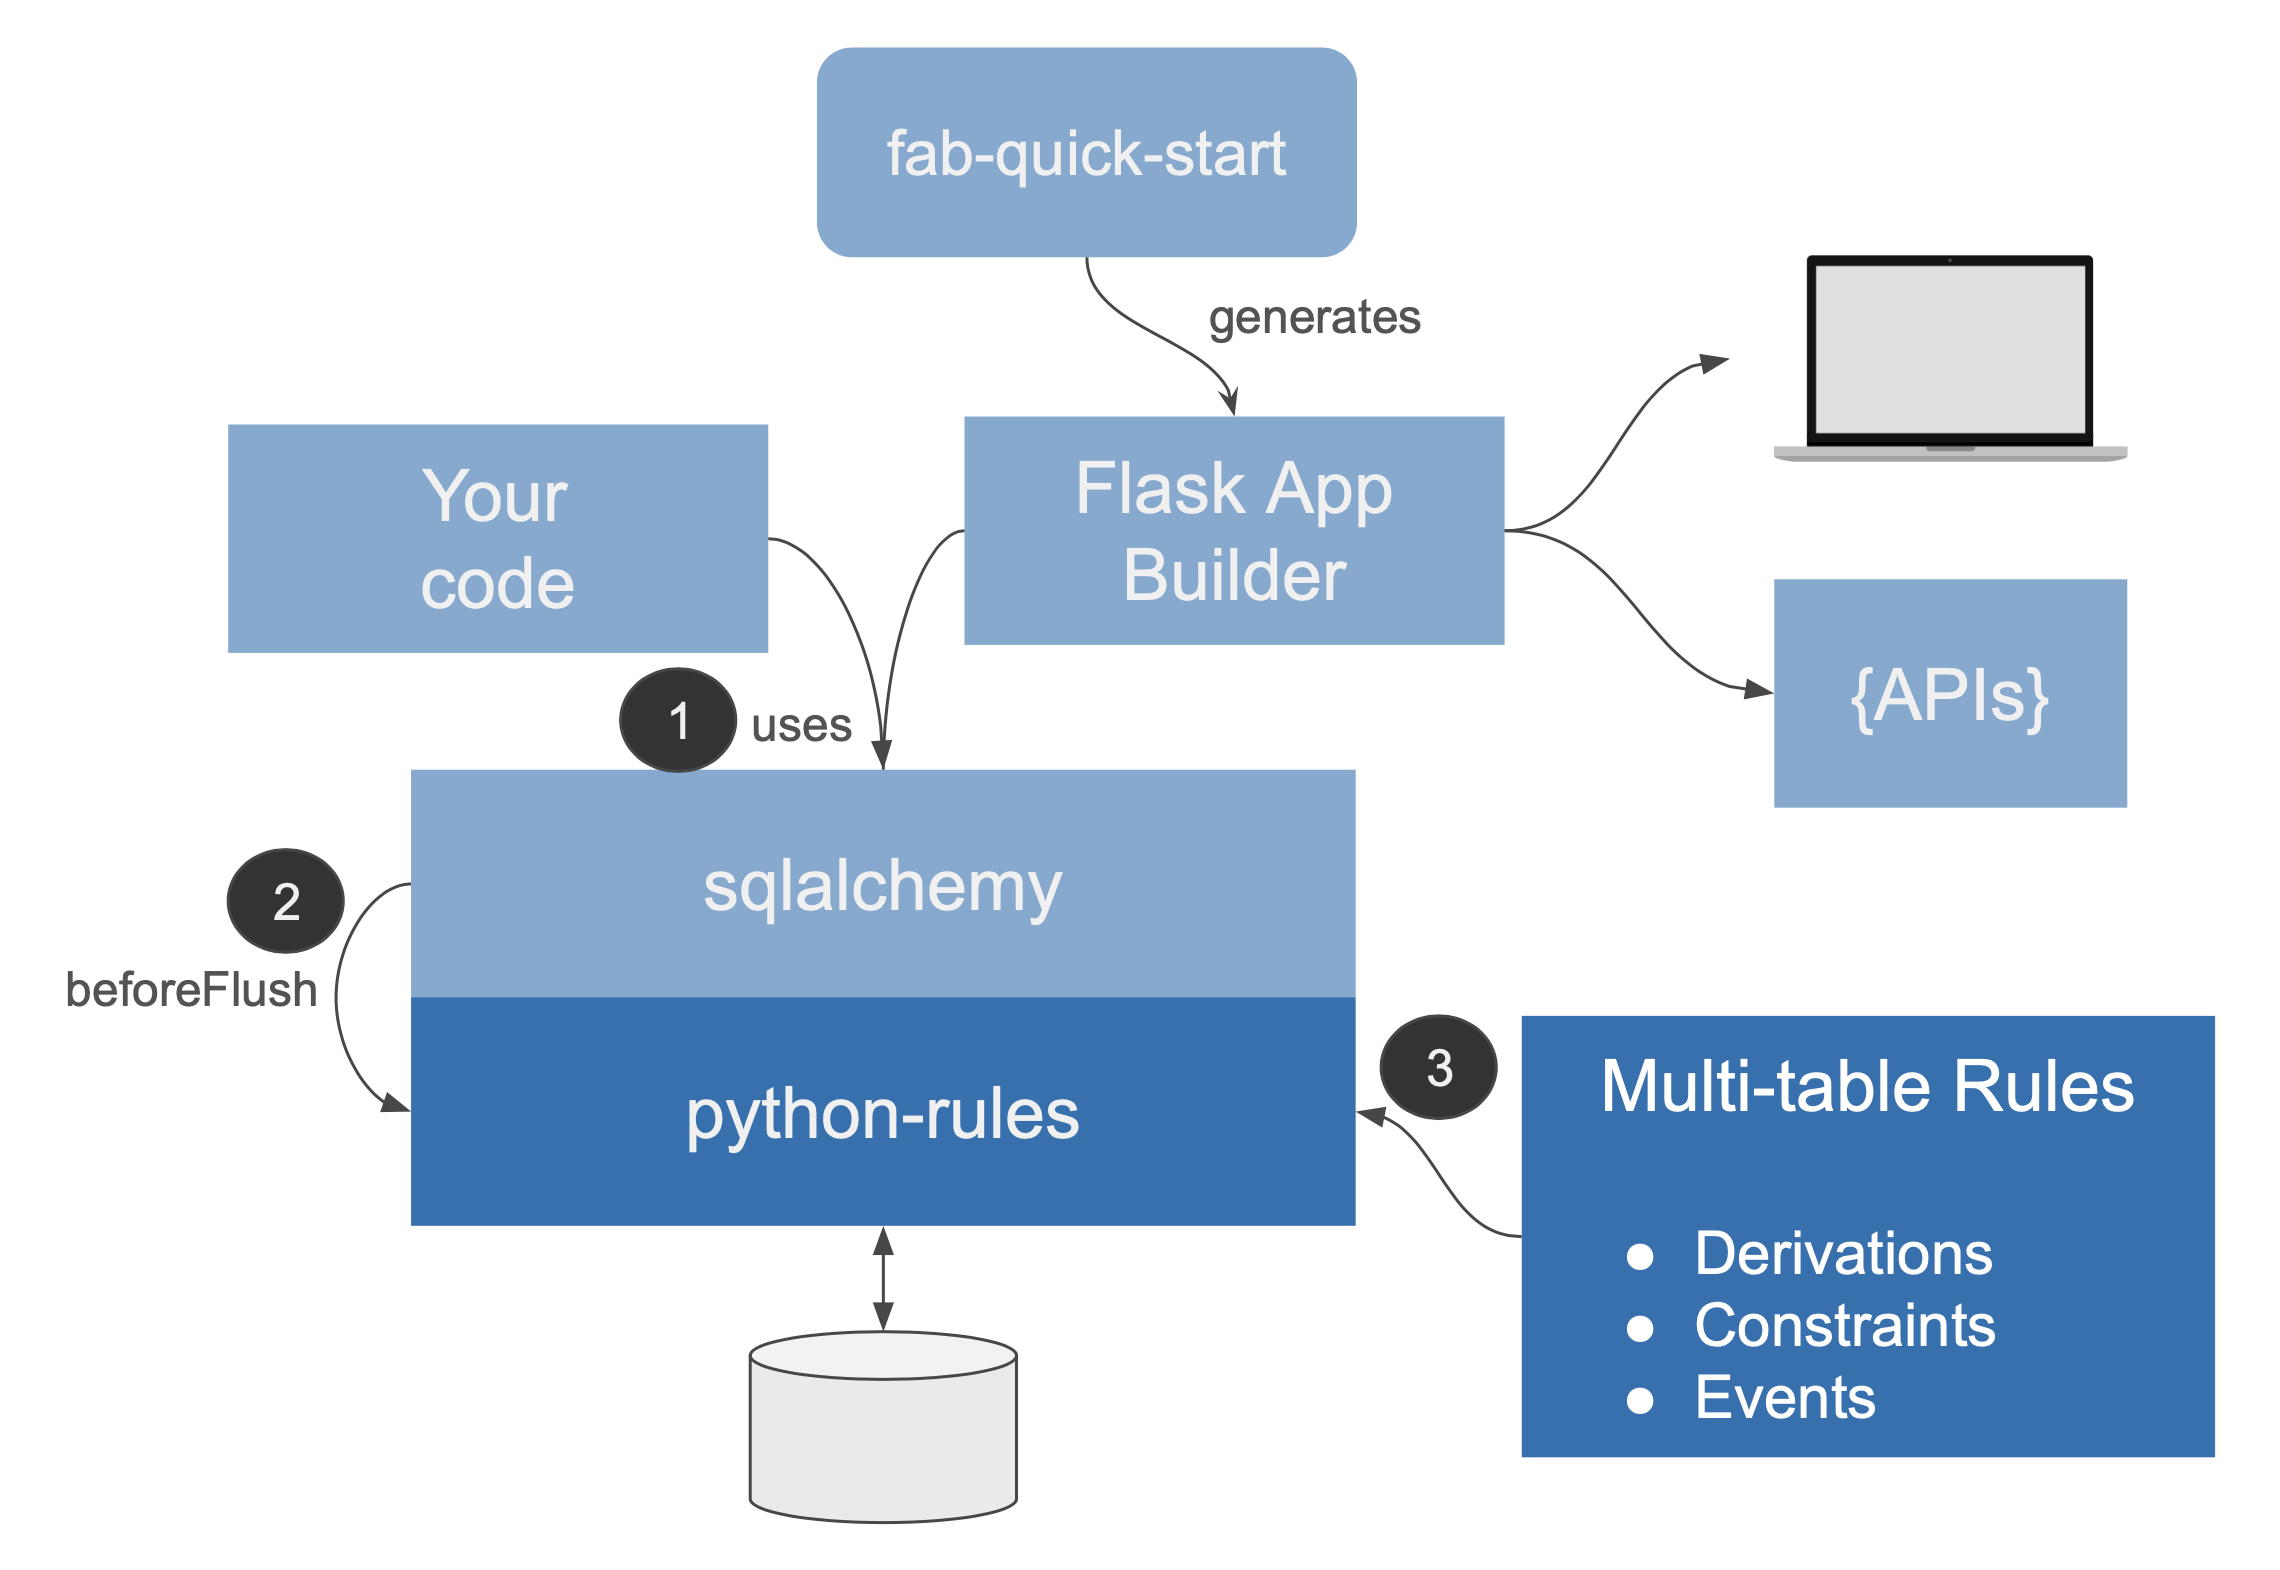 fab-quick-start
generates
Your
code
Flask App
Builder
{APIs}
1
uses
sqlalchemy
2
beforeFlush
python-rules
3
Multi-table Rules
● Derivations
● Constraints
● Events